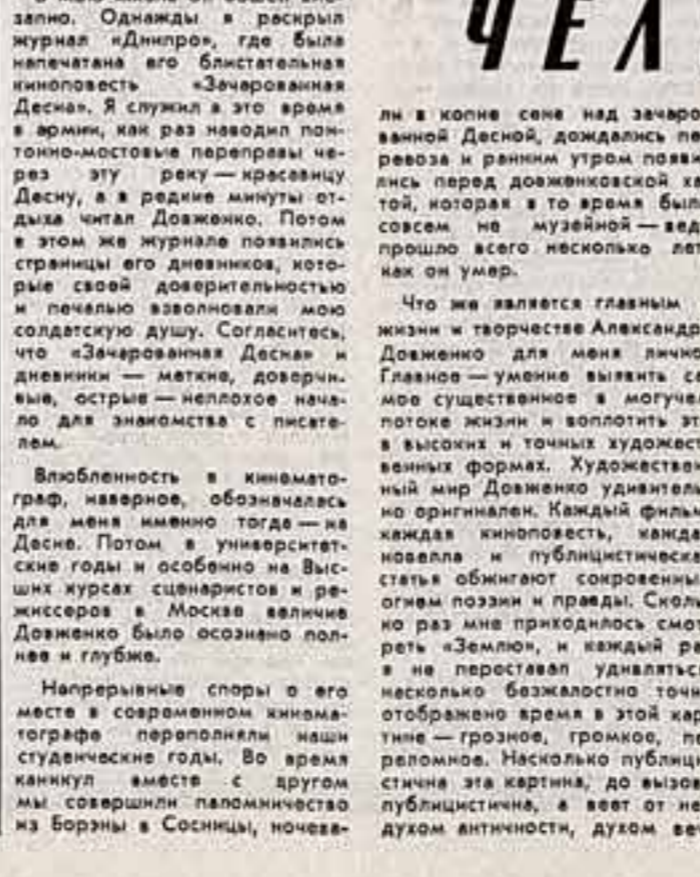 запно. Однажды я раскрыл
журнал «Днипро», где была
напечатана его блистательная
киноповесть «Зачарованная
Десна». Я служил в это время
в армии, как раз наводил пон-
тонно-мостовые переправы че-
рез эту реку — красавицу
Десну, а в редкие минуты от-
дыха читал Довженко. Потом
в этом же журнале появились
страницы его дневников, кото-
рые своей доверительностью
и печалью взволновали мою
солдатскую душу. Согласитесь,
что «Зачарованная Десна» и
дневники — меткие, доверчи-
вые, острые — неплохое нача-
ло для знакомства с писате-
лем.
Влюбленность в кинемато-
граф, наверное, обозначалась
для меня именно тогда — на
Десне. Потом в университет-
ские годы и особенно на Выс-
ших курсах сценаристов и ре-
жиссеров в Москве величие
Довженко было осознано пол-
нее и глубже.
Непрерывные споры о его
месте в современном кинема-
тографе переполняли наши
студенческие годы. Во время
каникул вместе с другом
мы совершили паломничество
из Борзны в Сосницы, ночева-
ЧЕЛ
ли в копне сена над зачаро
ванной Десной, дождались пе
ревоза и ранним утром появи
лись перед довженковской ха
той, которая в то время был
совсем не музейной — вед
прошло всего несколько лет
как он умер.
Что же является главным
жизни и творчестве Александр
Довженко для меня лично
Главное — умение выявить са
мое существенное в могуче
потоке жизни и воплотить эт
в высоких и точных художест
венных формах. Художествен
ный мир Довженко удивитель
но оригинален. Каждый фильм
каждая киноповесть, кажда
новелла и публицистическа
статья обжигают сокровенны
огнем поэзии и правды. Сколь
ко раз мне приходилось смот
реть «Землю», и каждый ра
я не переставал удивлятьс
насколько безжалостно точн
отображено время в этой кар
тине — грозное, громкое, пе
реломное. Насколько публици
стична эта картина, до вызов
публицистична, а веет от не
духом античности, духом ве